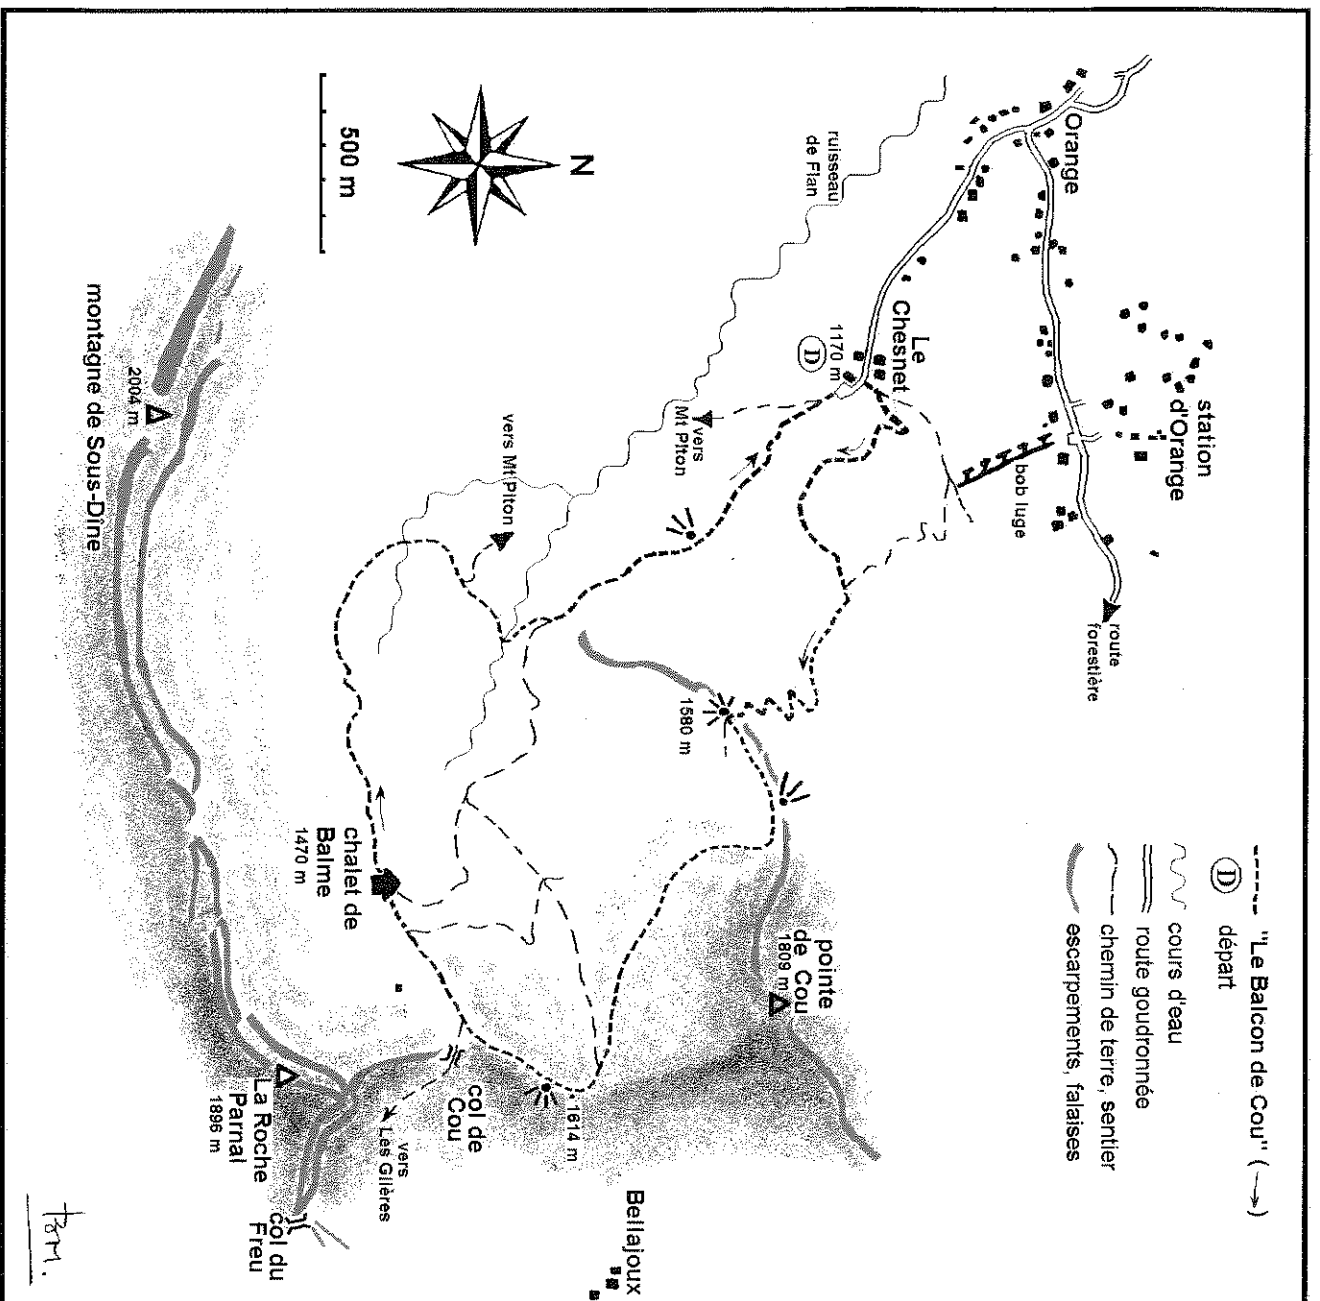 "Le Balcon de Cou" (→)
D départ
cours d'eau
route goudronnée
chemin de terre, sentier
escarpements, falaises
station
d'Orange
Orange
bob luge
route
forestière
ruisseau
de Flan
Le
Chesnet
1170 m
D
vers
Mt Piton
vers Mt Piton
N
500 m
1580 m
pointe
de Cou
1809 m
Bellajoux
1614 m
col de
Cou
vers
Les Glières
chalet de
Balme
1470 m
La Roche
Parnal
1896 m
col du
Freu
2004 m
montagne de Sous-Dîne